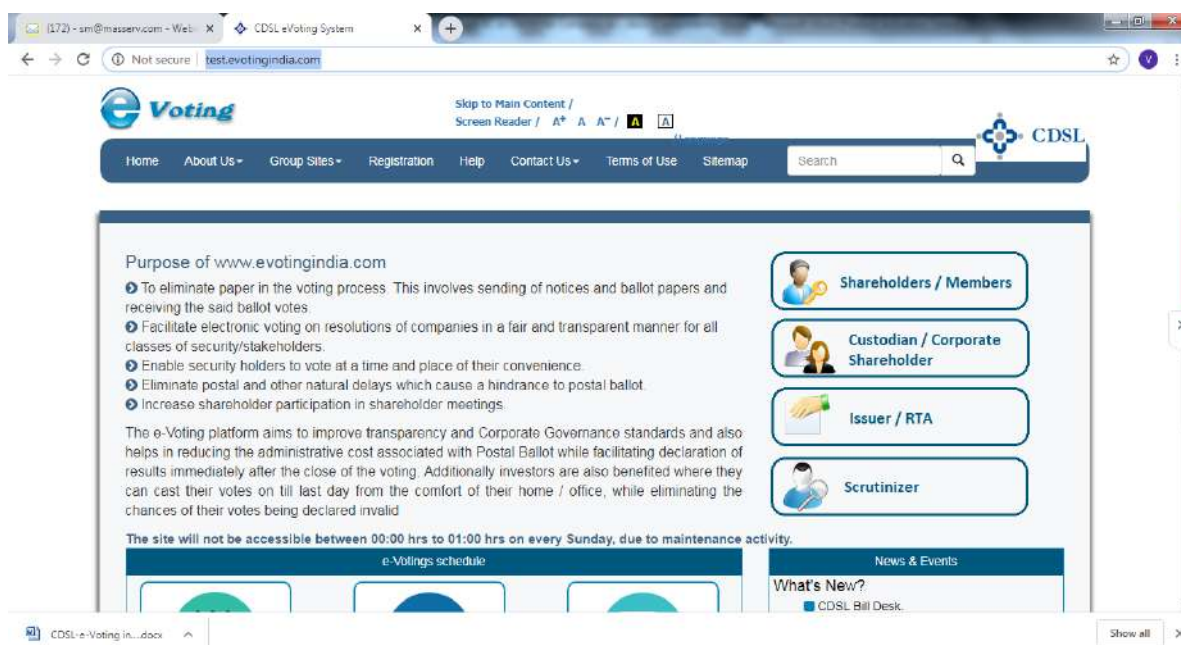 (172) - sm@masserv.com - Web
CDSL eVoting System
Not secure | test.evotingindia.com
V
e Voting
Skip to Main Content /
Screen Reader / A+ A A- / A A
CDSL
Home About Us Group Sites Registration Help Contact Us Terms of Use Sitemap Search
Purpose of www.evotingindia.com
To eliminate paper in the voting process. This involves sending of notices and ballot papers and
receiving the said ballot votes.
Facilitate electronic voting on resolutions of companies in a fair and transparent manner for all
classes of security/stakeholders.
Enable security holders to vote at a time and place of their convenience.
Eliminate postal and other natural delays which cause a hindrance to postal ballot.
Increase shareholder participation in shareholder meetings.
The e-Voting platform aims to improve transparency and Corporate Governance standards and also
helps in reducing the administrative cost associated with Postal Ballot while facilitating declaration of
results immediately after the close of the voting. Additionally investors are also benefited where they
can cast their votes on till last day from the comfort of their home / office, while eliminating the
chances of their votes being declared invalid
Shareholders / Members
Custodian / Corporate
Shareholder
Issuer / RTA
Scrutinizer
The site will not be accessible between 00:00 hrs to 01:00 hrs on every Sunday, due to maintenance activity.
e-Votings schedule
News & Events
What's New?
CDSL Bill Desk.
CDSL-e-Voting in....docx
Show all